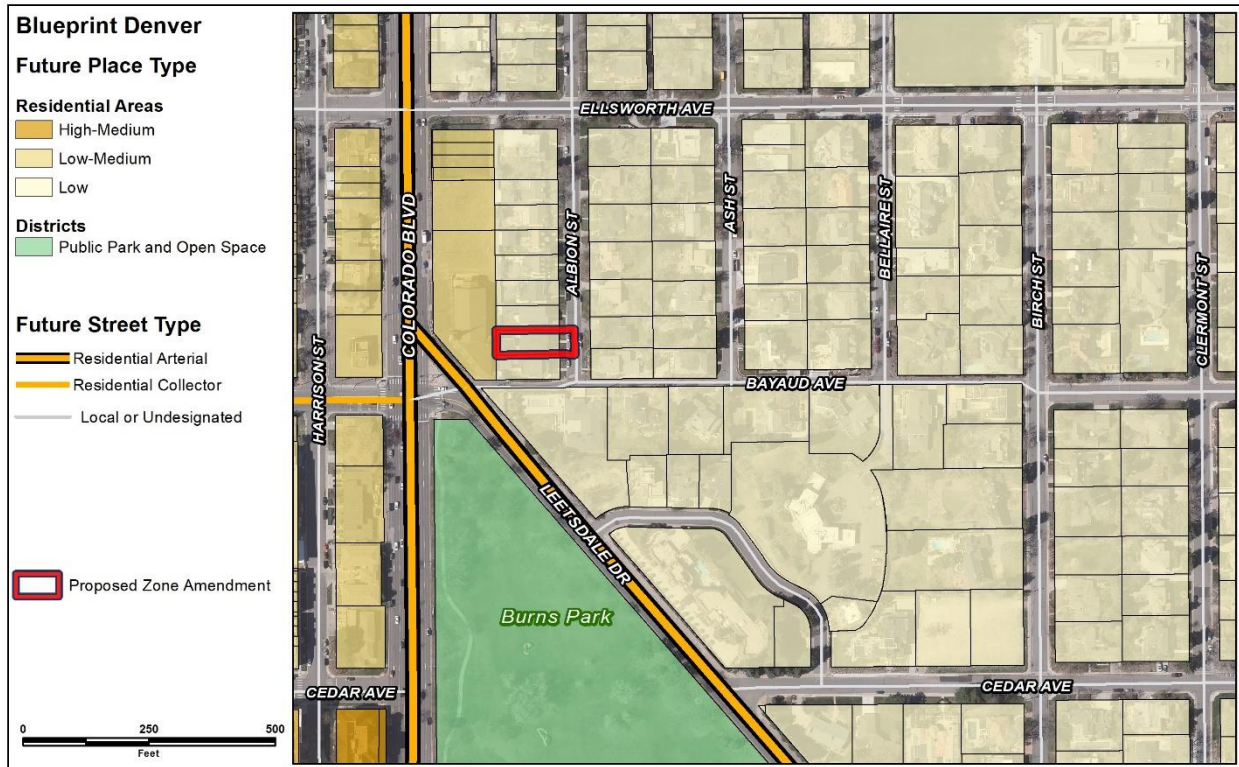 Blueprint Denver
Future Place Type
Residential Areas
High-Medium
Low-Medium
Low
Districts
Public Park and Open Space
Future Street Type
Residential Arterial
Residential Collector
Local or Undesignated
Proposed Zone Amendment
0 250 500
Feet
ELLSWORTH AVE
COLORADO BLVD
ALBION ST
ASH ST
BELLAIRE ST
BIRCH ST
CLERMONT ST
HARRISON ST
BAYAUD AVE
LEETSDALE DR
Burns Park
CEDAR AVE
CEDAR AVE